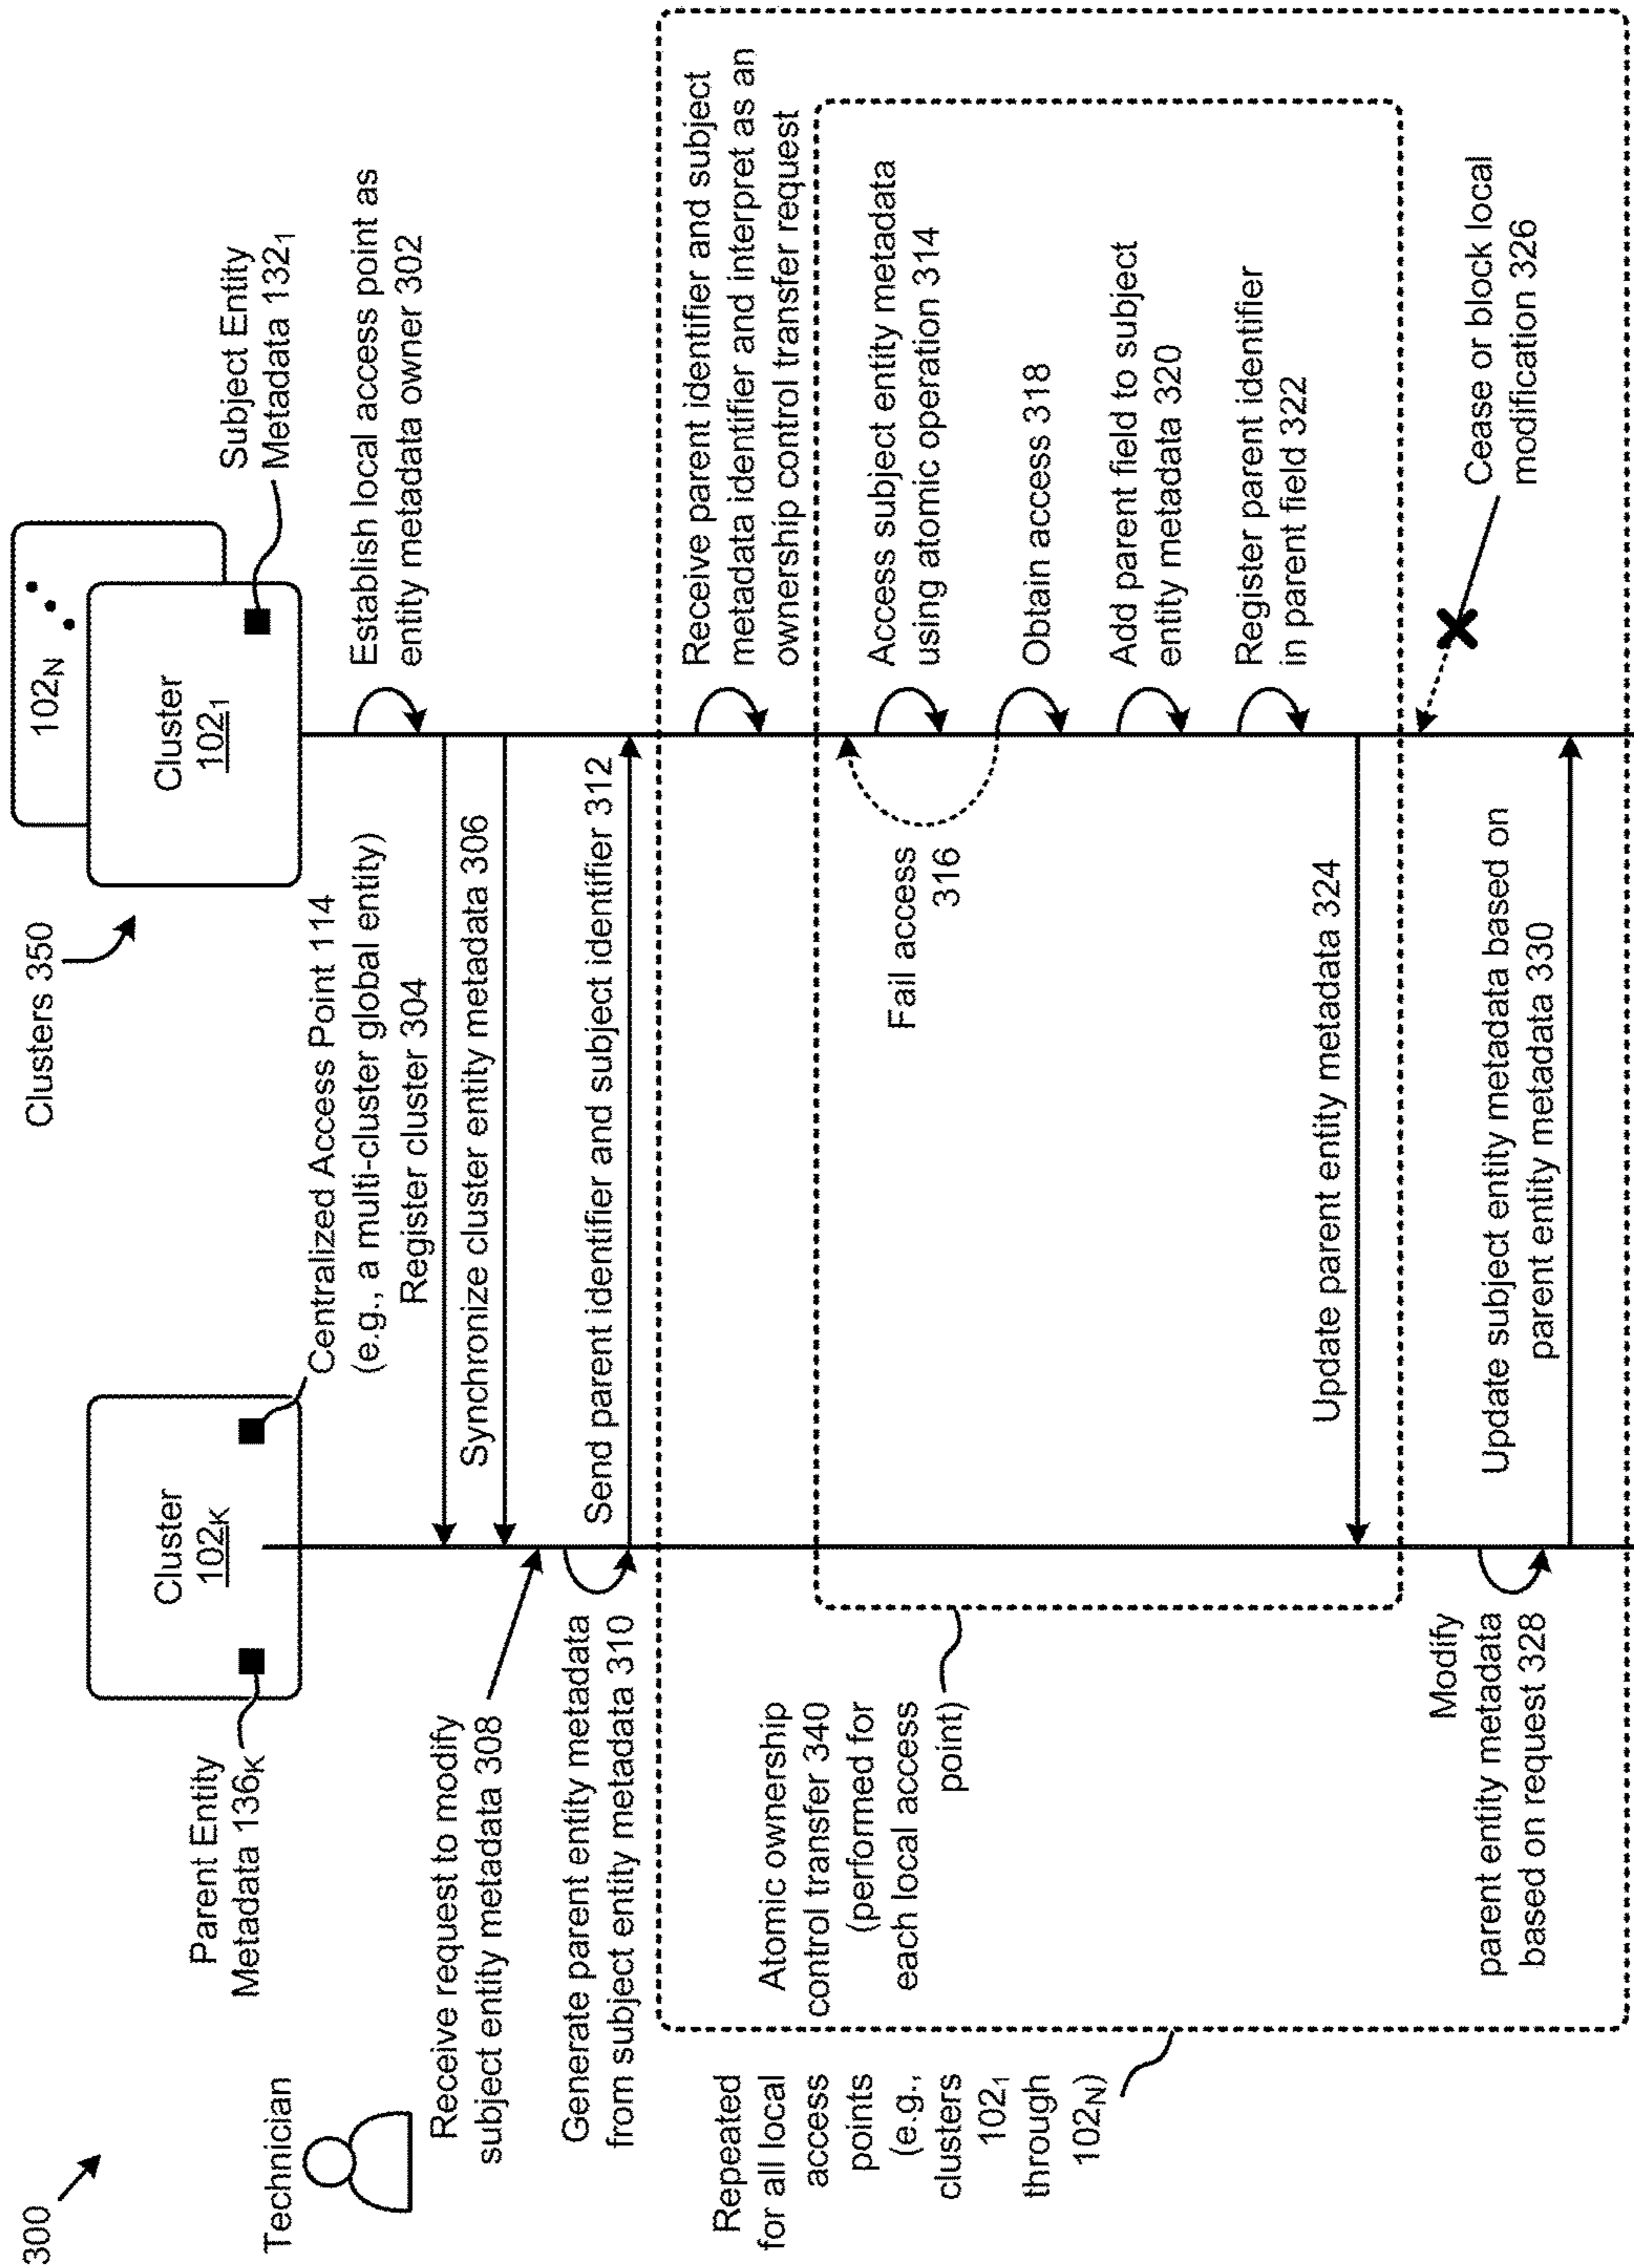 300
Clusters 350
102N
Cluster
1021
Subject Entity
Metadata 1321
Cluster
102K
Parent Entity
Metadata 136K
Centralized Access Point 114
(e.g., a multi-cluster global entity)
Technician
Establish local access point as
entity metadata owner 302
Register cluster 304
Synchronize cluster entity metadata 306
Receive request to modify
subject entity metadata 308
Generate parent entity metadata
from subject entity metadata 310
Send parent identifier and subject identifier 312
Receive parent identifier and subject
metadata identifier and interpret as an
ownership control transfer request
Repeated
for all local
access
points
(e.g.,
clusters
1021
through
102N)
Atomic ownership
control transfer 340
(performed for
each local access
point)
Access subject entity metadata
using atomic operation 314
Fail access
316
Obtain access 318
Add parent field to subject
entity metadata 320
Register parent identifier
in parent field 322
Update parent entity metadata 324
Cease or block local
modification 326
Modify
parent entity metadata
based on request 328
Update subject entity metadata based on
parent entity metadata 330